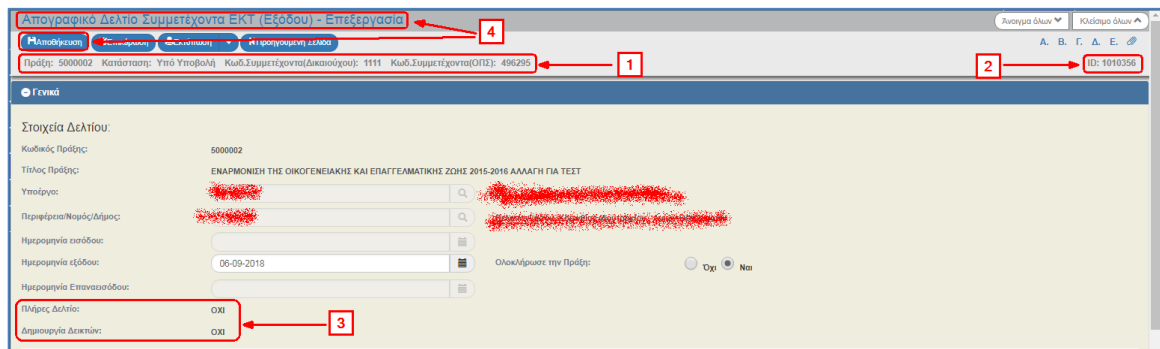 Απογραφικό Δελτίο Συμμετέχοντα ΕΚΤ (Εξόδου) - Επεξεργασία
4
Άνοιγμα όλων
Κλείσιμο όλων
Αποθήκευση
Επικύρωση
Εκτύπωση
Προηγούμενη Σελίδα
Α. Β. Γ. Δ. Ε.
Πράξη: 5000002 Κατάσταση: Υπό Υποβολή Κωδ.Συμμετέχοντα(Δικαιούχου): 1111 Κωδ.Συμμετέχοντα(ΟΠΣ): 496295
1
2
ID: 1010356
Γενικά
Στοιχεία Δελτίου:
Κωδικός Πράξης: 5000002
Τίτλος Πράξης: ΕΝΑΡΜΟΝΙΣΗ ΤΗΣ ΟΙΚΟΓΕΝΕΙΑΚΗΣ ΚΑΙ ΕΠΑΓΓΕΛΜΑΤΙΚΗΣ ΖΩΗΣ 2015-2016 ΑΛΛΑΓΗ ΓΙΑ ΤΕΣΤ
Υποέργο:
Περιφέρεια/Νομός/Δήμος:
Ημερομηνία εισόδου:
Ημερομηνία εξόδου: 06-09-2018 Ολοκλήρωσε την Πράξη: Όχι Ναι
Ημερομηνία Επαναεισόδου:
Πλήρες Δελτίο: ΟΧΙ
3
Δημιουργία Δεικτών: ΟΧΙ